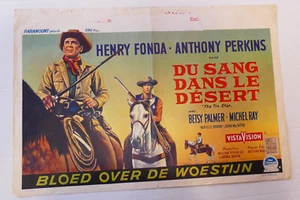 PARAMOUNT
HENRY FONDA - ANTHONY PERKINS
DU SANG
DANS LE
DÉSERT
"The Tin Star"
BETSY PALMER - MICHEL RAY
VISTAVISION
BLOED OVER DE WOESTIJN